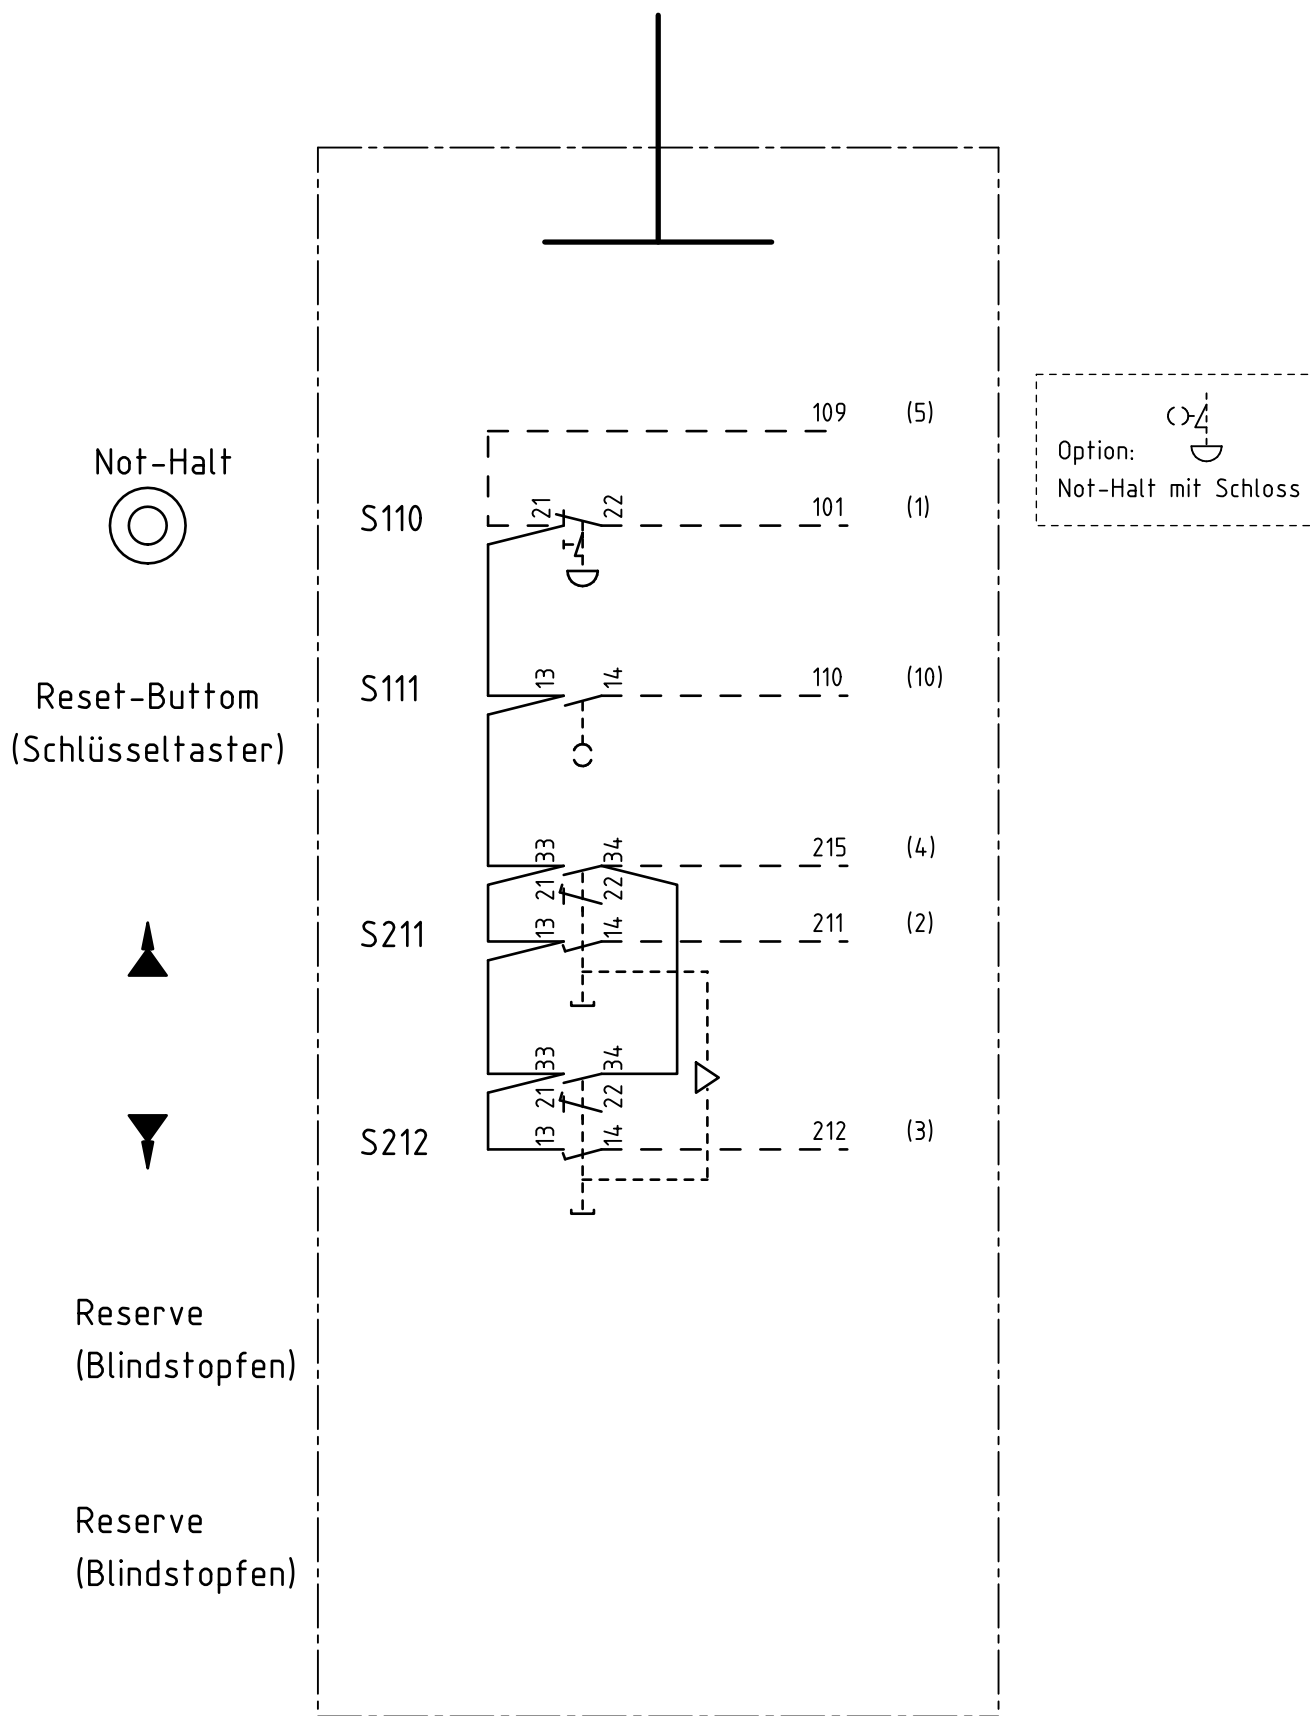 109 (5)
Not-Halt
S110 21 22 101 (1)
Option:
Not-Halt mit Schloss
Reset-Buttom
(Schlüsseltaster)
S111 13 14 110 (10)
33 34 215 (4)
21 22
S211 13 14 211 (2)
33 34
21 22
S212 13 14 212 (3)
Reserve
(Blindstopfen)
Reserve
(Blindstopfen)